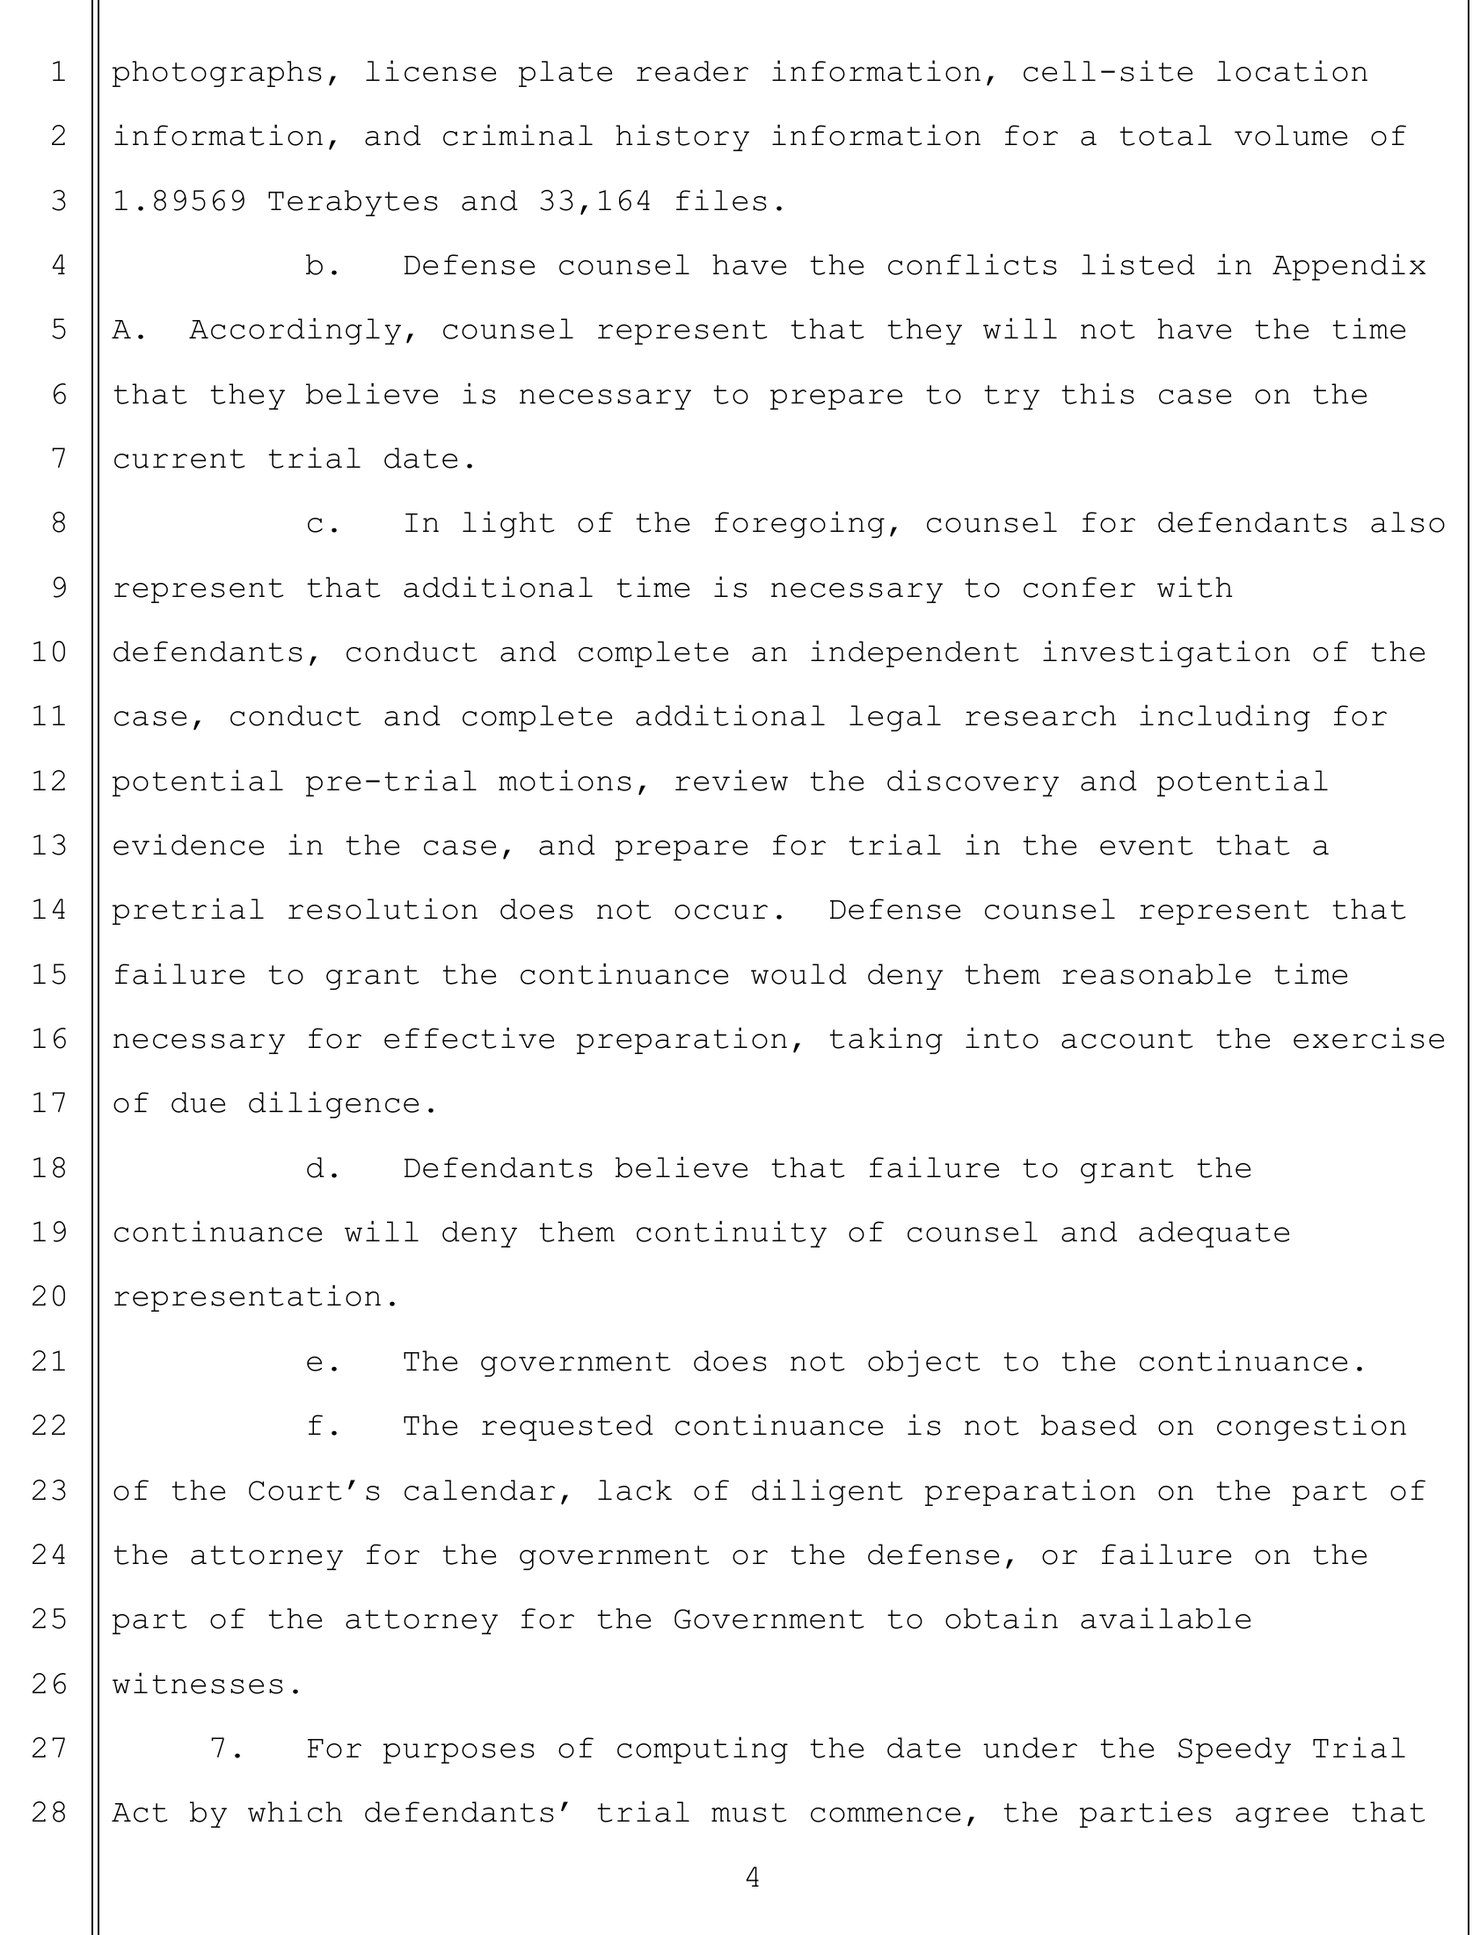 1 photographs, license plate reader information, cell-site location
2 information, and criminal history information for a total volume of
3 1.89569 Terabytes and 33,164 files.
4 b. Defense counsel have the conflicts listed in Appendix
5 A. Accordingly, counsel represent that they will not have the time
6 that they believe is necessary to prepare to try this case on the
7 current trial date.
8 c. In light of the foregoing, counsel for defendants also
9 represent that additional time is necessary to confer with
10 defendants, conduct and complete an independent investigation of the
11 case, conduct and complete additional legal research including for
12 potential pre-trial motions, review the discovery and potential
13 evidence in the case, and prepare for trial in the event that a
14 pretrial resolution does not occur. Defense counsel represent that
15 failure to grant the continuance would deny them reasonable time
16 necessary for effective preparation, taking into account the exercise
17 of due diligence.
18 d. Defendants believe that failure to grant the
19 continuance will deny them continuity of counsel and adequate
20 representation.
21 e. The government does not object to the continuance.
22 f. The requested continuance is not based on congestion
23 of the Court’s calendar, lack of diligent preparation on the part of
24 the attorney for the government or the defense, or failure on the
25 part of the attorney for the Government to obtain available
26 witnesses.
27 7. For purposes of computing the date under the Speedy Trial
28 Act by which defendants’ trial must commence, the parties agree that
4